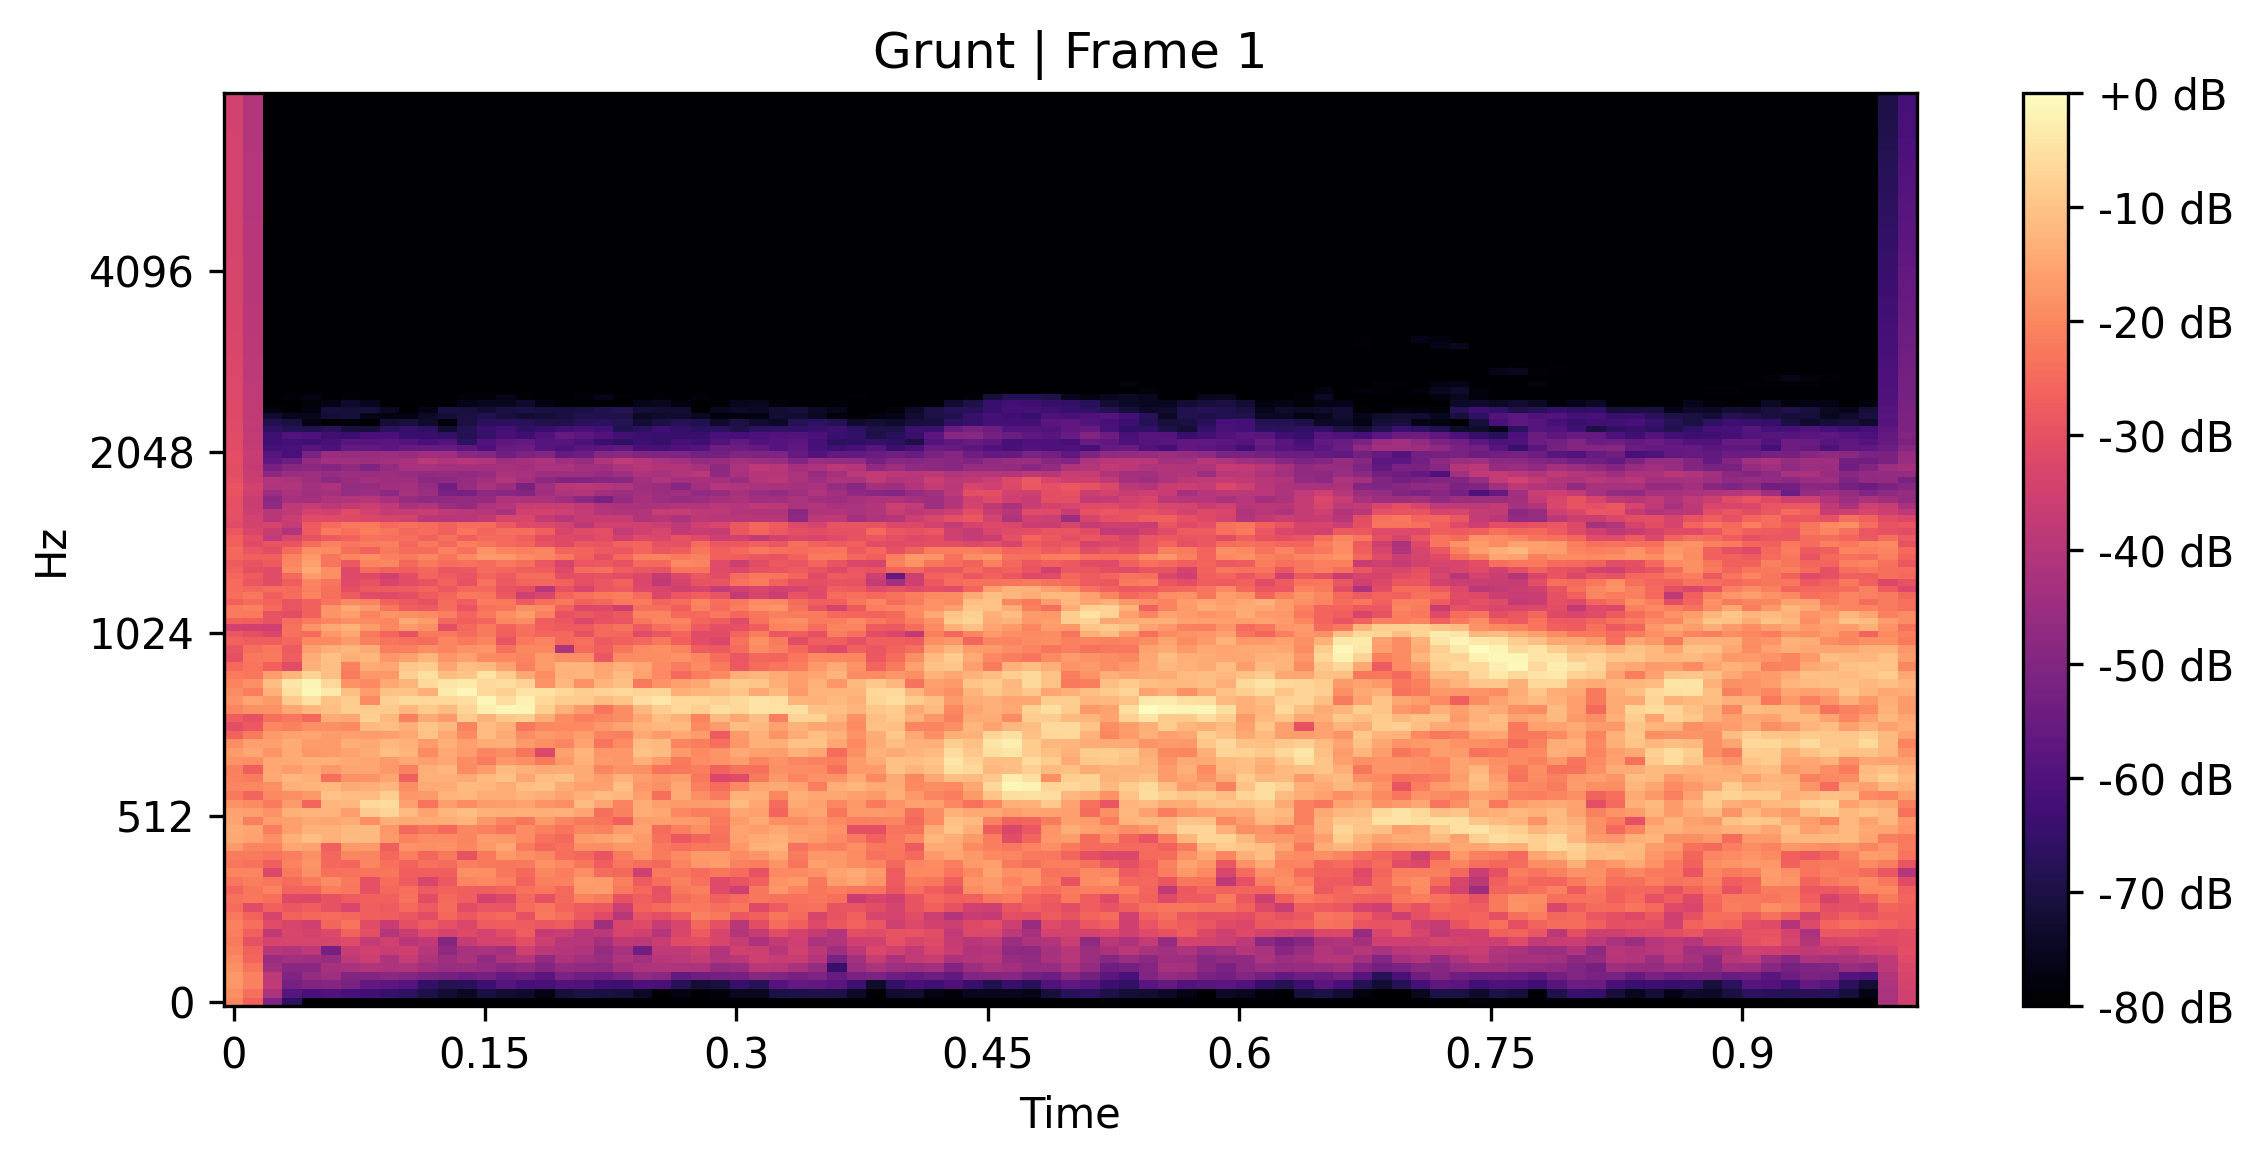 Grunt | Frame 1
+0 dB
-10 dB
-20 dB
-30 dB
-40 dB
-50 dB
-60 dB
-70 dB
-80 dB
Hz
4096
2048
1024
512
0
0 0.15 0.3 0.45 0.6 0.75 0.9
Time